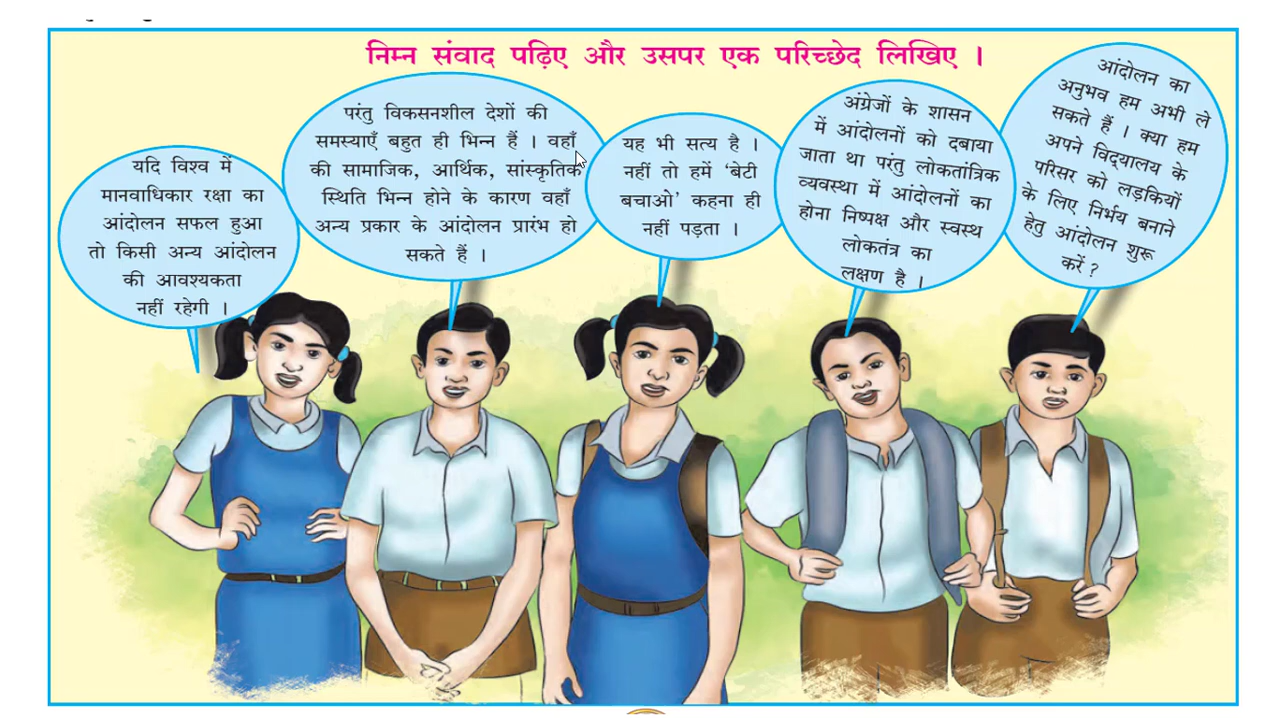 निम्न संवाद पढ़िए और उसपर एक परिच्छेद लिखिए ।
यदि विश्व में
मानवाधिकार रक्षा का
आंदोलन सफल हुआ
तो किसी अन्य आंदोलन
की आवश्यकता
नहीं रहेगी ।
परंतु विकसनशील देशों की
समस्याएँ बहुत ही भिन्न हैं । वहाँ
की सामाजिक, आर्थिक, सांस्कृतिक
स्थिति भिन्न होने के कारण वहाँ
अन्य प्रकार के आंदोलन प्रारंभ हो
सकते हैं ।
यह भी सत्य है ।
नहीं तो हमें ‘बेटी
बचाओ’ कहना ही
नहीं पड़ता ।
अंग्रेजों के शासन
में आंदोलनों को दबाया
जाता था परंतु लोकतांत्रिक
व्यवस्था में आंदोलनों का
होना निष्पक्ष और स्वस्थ
लोकतंत्र का
लक्षण है ।
आंदोलन का
अनुभव हम अभी ले
सकते हैं । क्या हम
अपने विद्यालय के
परिसर को लड़कियों
के लिए निर्भय बनाने
हेतु आंदोलन शुरू
करें ?